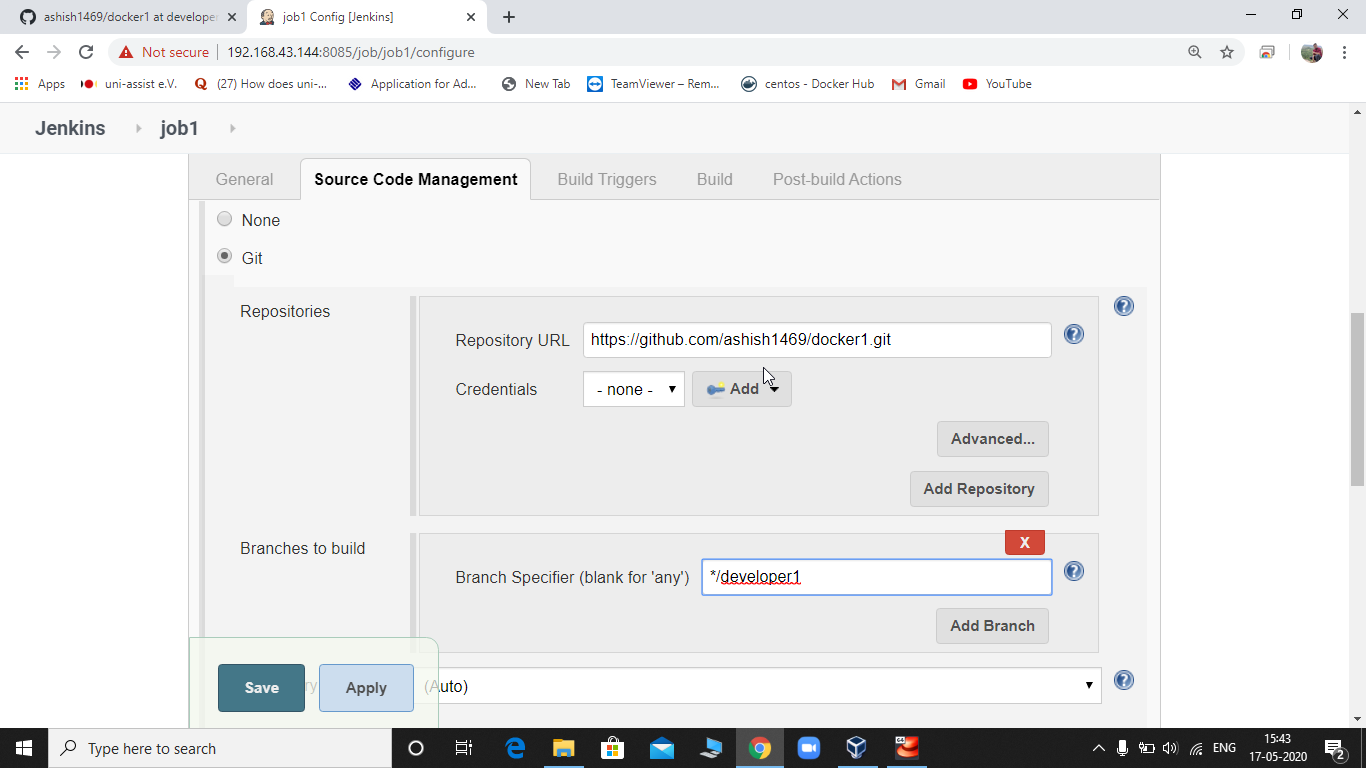 ashish1469/docker1 at developer
job1 Config [Jenkins]
Not secure
192.168.43.144:8085/job/job1/configure
Apps
uni-assist e.V.
(27) How does uni-...
Application for Ad...
New Tab
TeamViewer – Rem...
centos - Docker Hub
Gmail
YouTube
Jenkins
job1
General
Source Code Management
Build Triggers
Build
Post-build Actions
None
Git
Repositories
Repository URL
https://github.com/ashish1469/docker1.git
Credentials
- none -
Add
Advanced...
Add Repository
Branches to build
X
Branch Specifier (blank for 'any')
*/developer1
Add Branch
Save
Apply
(Auto)
Type here to search
ENG
15:43
17-05-2020
2